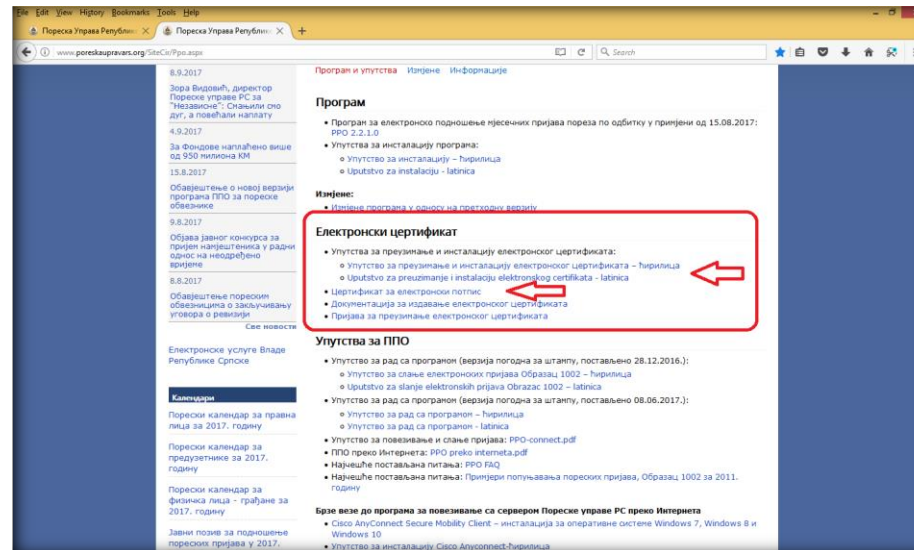 File Edit View History Bookmarks Tools Help
Пореска Управа Републик
Пореска Управа Републик
www.poreskaupravars.org/SiteCir/Ppo.aspx
Search
8.9.2017
Зора Видовић, директор
Пореске управе РС за
"Независне": Смањили смо
дуг, а повећали наплату
4.9.2017
За Фондове наплаћено више
од 950 милиона КМ
15.8.2017
Обавјештење о новој верзији
програма ППО за пореске
обвезнике
9.8.2017
Објава јавног конкурса за
пријем намјештеника у радни
однос на неодређено
вријеме
8.8.2017
Обавјештење пореским
обвезницима о закључивању
уговора о ревизији
Све новости
Електронске услуге Владе
Републике Српске
Календари
Порески календар за правна
лица за 2017. годину
Порески календар за
предузетнике за 2017.
годину
Порески календар за
физичка лица - грађане за
2017. годину
Јавни позив за подношење
пореских пријава у 2017.
Програм и упутства Измјене Информације
Програм
• Програм за електронско подношење мјесечних пријава пореза по одбитку у примјени од 15.08.2017:
PPO 2.2.1.0
• Упутства за инсталацију програма:
Упутство за инсталацију – ћирилица
Uputstvo za instalaciju - latinica
Измјене:
• Измјене програма у односу на претходну верзију
Електронски цертификат
• Упутства за преузимање и инсталацију електронског цертификата:
Упутство за преузимање и инсталацију електронског цертификата – ћирилица
Uputstvo za preuzimanje i instalaciju elektronskog certifikata - latinica
• Цертификат за електронски потпис
• Документација за издавање електронског цертификата
• Пријава за преузимање електронског цертификата
Упутства за ППО
• Упутство за рад са програмом (верзија погодна за штампу, постављено 28.12.2016.):
Упутство за слање електронских пријава Образац 1002 – ћирилица
Uputstvo za slanje elektronskih prijava Obrazac 1002 – latinica
• Упутство за рад са програмом (верзија погодна за штампу, постављено 08.06.2017.):
Упутство за рад са програмом – ћирилица
Упутство за рад са програмом - latinica
• Упутство за повезивање и слање пријава: PPO-connect.pdf
• ППО преко Интернета: PPO preko interneta.pdf
• Најчешће постављана питања: PPO FAQ
• Најчешће постављана питања: Примјери попуњавања пореских пријава, Образац 1002 за 2011.
годину
Брзе везе до програма за повезивање са сервером Пореске управе РС преко Интернета
• Cisco AnyConnect Secure Mobility Client – инсталација за оперативне системе Windows 7, Windows 8 и
Windows 10
• Упутство за инсталацију Cisco Anyconnect-ћирилица